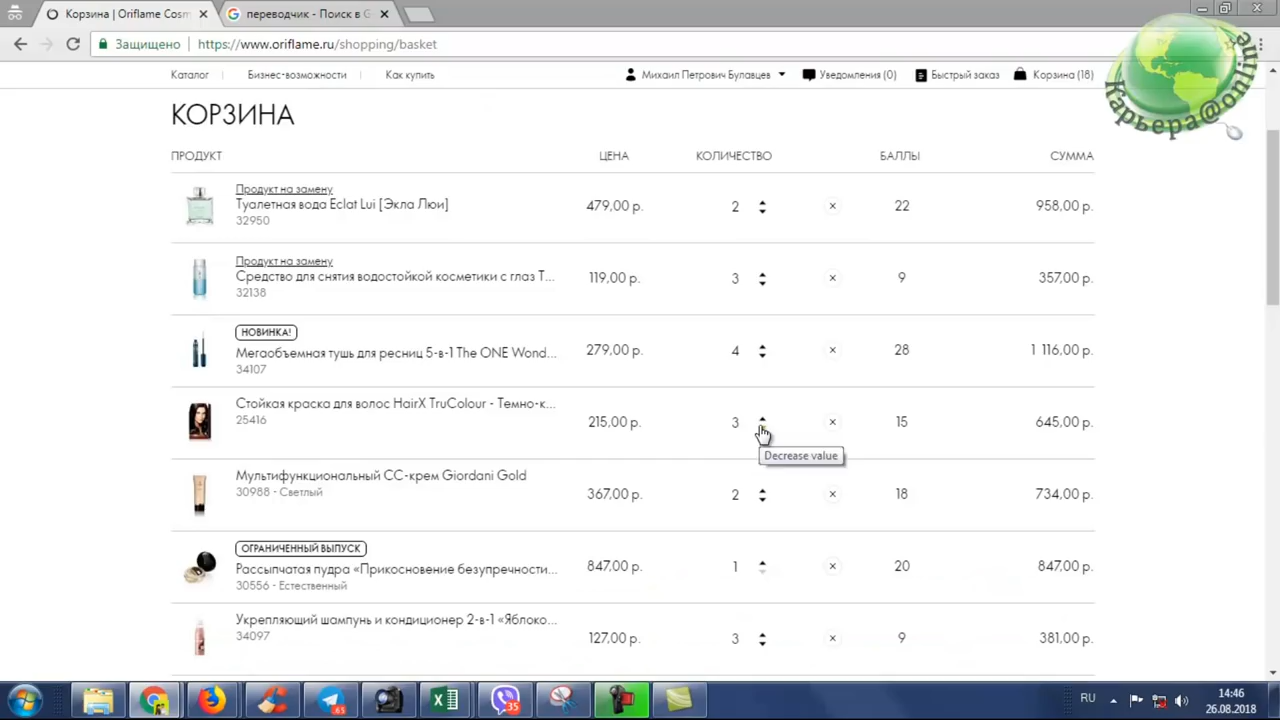 Корзина | Oriflame Cosm
переводчик - Поиск в G
Защищено
https://www.oriflame.ru/shopping/basket
Каталог
Бизнес-возможности
Как купить
Михаил Петрович Булавцев
Уведомления (0)
Быстрый заказ
Корзина (18)
Карьера@online
КОРЗИНА
ПРОДУКТ ЦЕНА КОЛИЧЕСТВО БАЛЛЫ СУММА
Продукт на замену
Туалетная вода Eclat Lui [Экла Люи]
32950
479,00 р. 2 × 22 958,00 р.
Продукт на замену
Средство для снятия водостойкой косметики с глаз Т...
32138
119,00 р. 3 × 9 357,00 р.
НОВИНКА!
Мегаобъемная тушь для ресниц 5-в-1 The ONE Wond...
34107
279,00 р. 4 × 28 1 116,00 р.
Стойкая краска для волос HairX TruColour - Темно-к...
25416
215,00 р. 3 × 15 645,00 р.
Decrease value
Мультифункциональный СС-крем Giordani Gold
30988 - Светлый
367,00 р. 2 × 18 734,00 р.
ОГРАНИЧЕННЫЙ ВЫПУСК
Рассыпчатая пудра «Прикосновение безупречности...
30556 - Естественный
847,00 р. 1 × 20 847,00 р.
Укрепляющий шампунь и кондиционер 2-в-1 «Яблоко...
34097
127,00 р. 3 × 9 381,00 р.
65
35
RU
14:46
26.08.2018